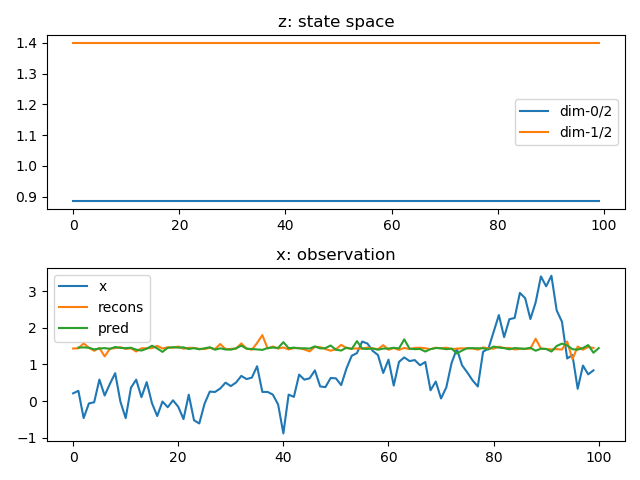 z: state space
1.4
1.3
1.2
1.1
1.0
0.9
dim-0/2
dim-1/2
0 20 40 60 80 100
x: observation
3
2
1
0
−1
x
recons
pred
0 20 40 60 80 100